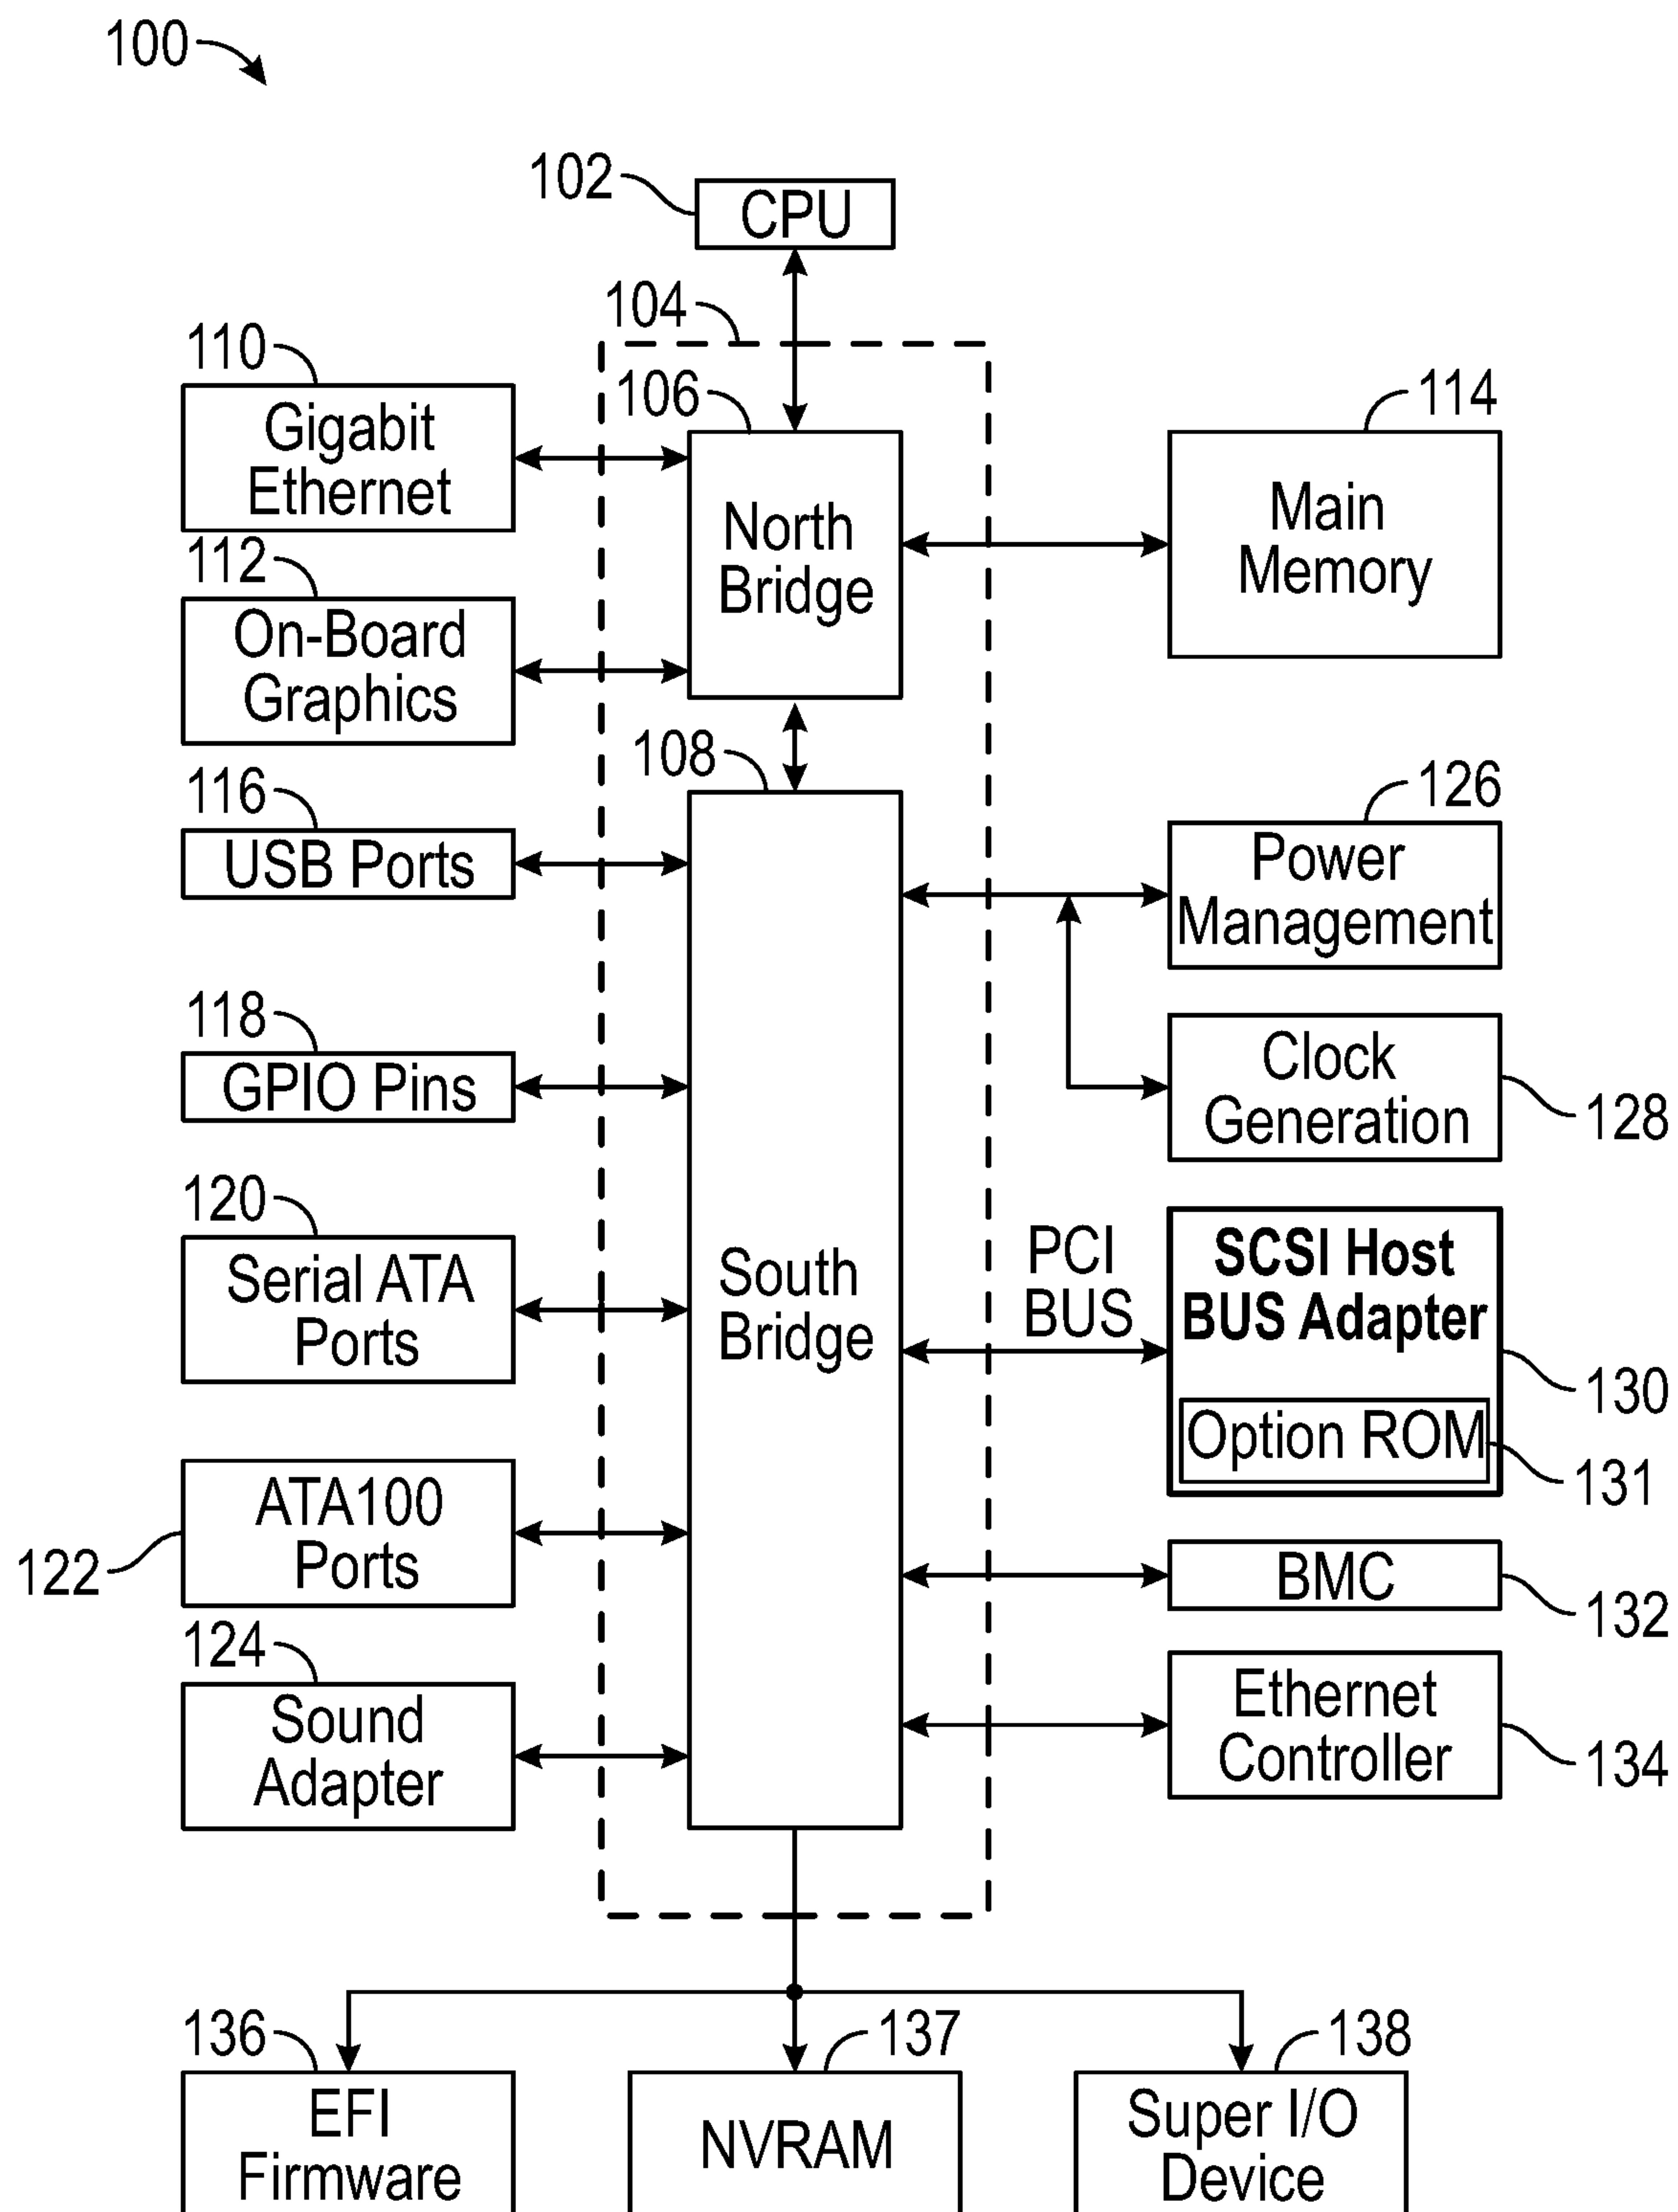 100
102
CPU
104
110
106
114
Gigabit
Ethernet
North
Bridge
Main
Memory
112
On-Board
Graphics
108
116
126
USB Ports
Power
Management
118
GPIO Pins
Clock
Generation
128
120
Serial ATA
Ports
South
Bridge
PCI
BUS
SCSI Host
BUS Adapter
130
Option ROM
131
ATA100
Ports
122
BMC
132
124
Sound
Adapter
Ethernet
Controller
134
136
137
138
EFI
Firmware
NVRAM
Super I/O
Device